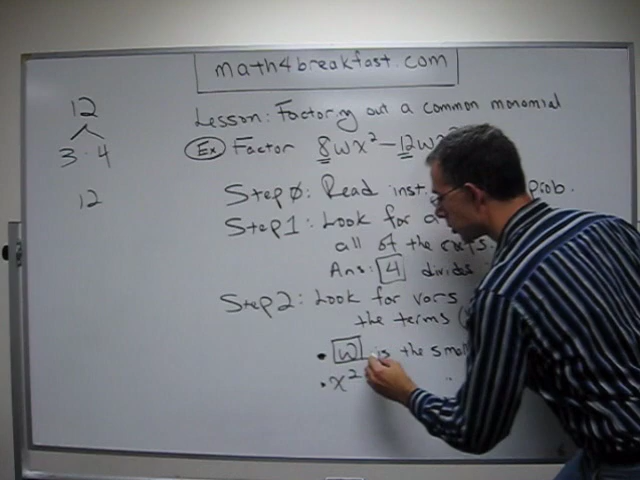 math4breakfast.com
12
3 · 4
12
Lesson: Factoring out a common monomial
Ex Factor 8wx² - 12w
Step 0: Read inst. prob.
Step 1: Look for a
all of the coefs.
Ans: 4 divides
Step 2: Look for vars
the terms (
• w is the smal
• x²